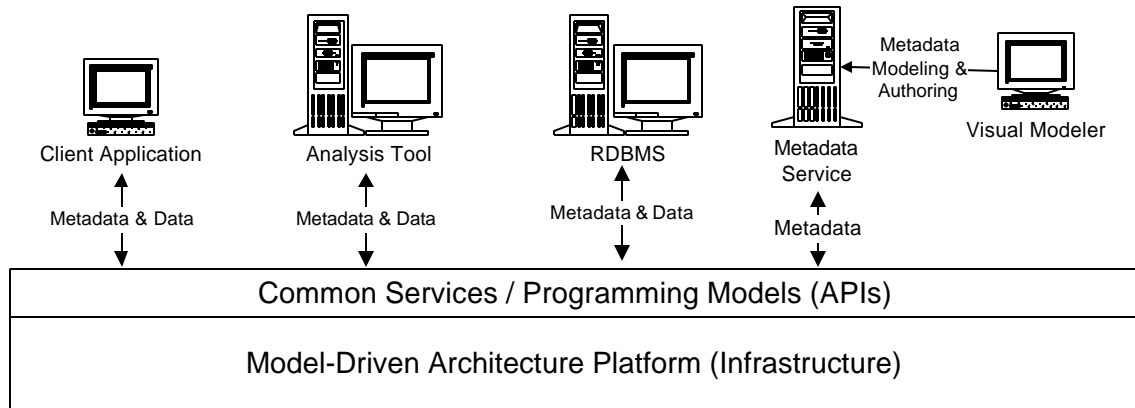 Metadata
Modeling &
Authoring
Client Application
Analysis Tool
RDBMS
Metadata
Service
Visual Modeler
Metadata & Data
Metadata & Data
Metadata & Data
Metadata
Common Services / Programming Models (APIs)
Model-Driven Architecture Platform (Infrastructure)